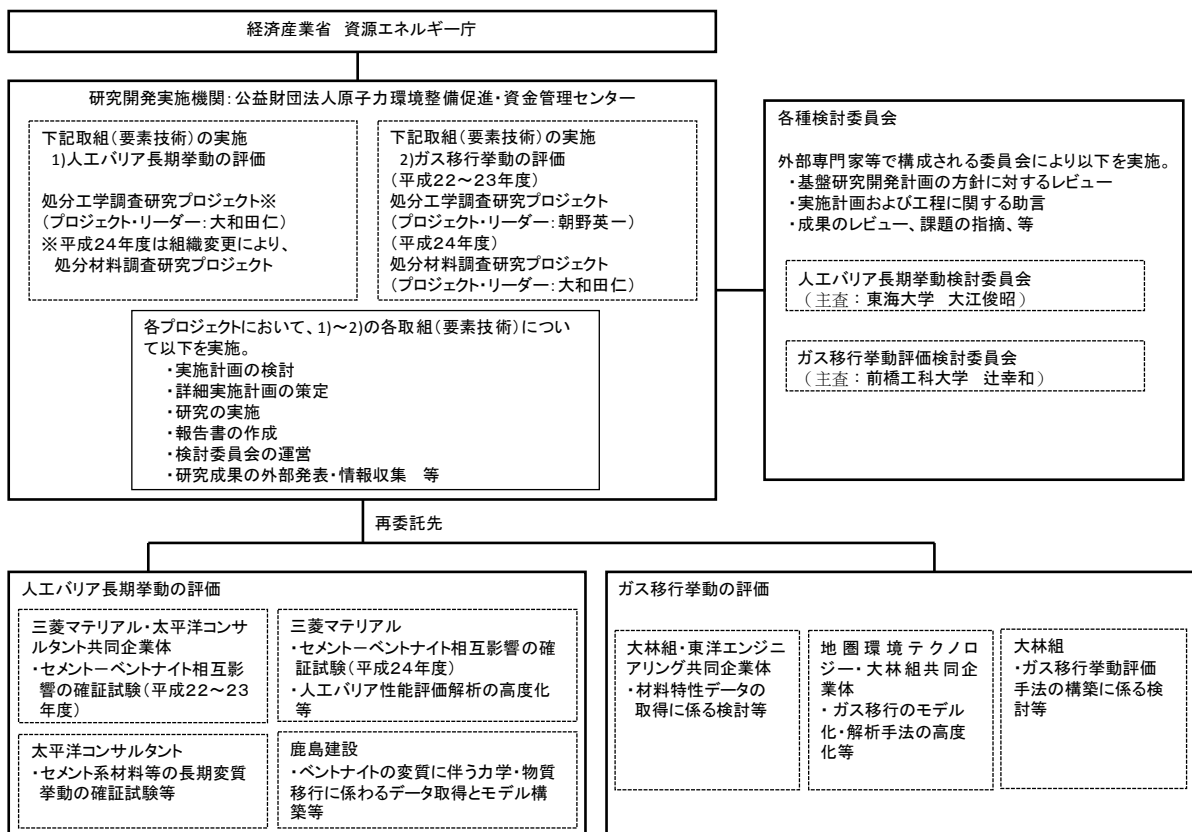 経済産業省　資源エネルギー庁
研究開発実施機関：公益財団法人原子力環境整備促進・資金管理センター
下記取組（要素技術）の実施
1)人工バリア長期挙動の評価
処分工学調査研究プロジェクト※
（プロジェクト・リーダー：大和田仁）
※平成24年度は組織変更により、
処分材料調査研究プロジェクト
下記取組（要素技術）の実施
2)ガス移行挙動の評価
（平成22～23年度）
処分工学調査研究プロジェクト
（プロジェクト・リーダー：朝野英一）
（平成24年度）
処分材料調査研究プロジェクト
（プロジェクト・リーダー：大和田仁）
各プロジェクトにおいて、1)～2)の各取組（要素技術）につい
て以下を実施。
・実施計画の検討
・詳細実施計画の策定
・研究の実施
・報告書の作成
・検討委員会の運営
・研究成果の外部発表・情報収集　等
各種検討委員会
外部専門家等で構成される委員会により以下を実施。
・基盤研究開発計画の方針に対するレビュー
・実施計画および工程に関する助言
・成果のレビュー、課題の指摘、等
人工バリア長期挙動検討委員会
（主査：東海大学　大江俊昭）
ガス移行挙動評価検討委員会
（主査：前橋工科大学　辻幸和）
再委託先
人工バリア長期挙動の評価
三菱マテリアル・太平洋コンサ
ルタント共同企業体
・セメントーベントナイト相互影
響の確証試験（平成22～23
年度）
三菱マテリアル
・セメントーベントナイト相互影響の確
証試験（平成24年度）
・人工バリア性能評価解析の高度化
等
太平洋コンサルタント
・セメント系材料等の長期変質
挙動の確証試験等
鹿島建設
・ベントナイトの変質に伴う力学・物質
移行に係わるデータ取得とモデル構
築等
ガス移行挙動の評価
大林組・東洋エンジニ
アリング共同企業体
・材料特性データの
取得に係る検討等
地圏環境テクノロ
ジー・大林組共同企
業体
・ガス移行のモデル
化・解析手法の高度
化等
大林組
・ガス移行挙動評価
手法の構築に係る検
討等